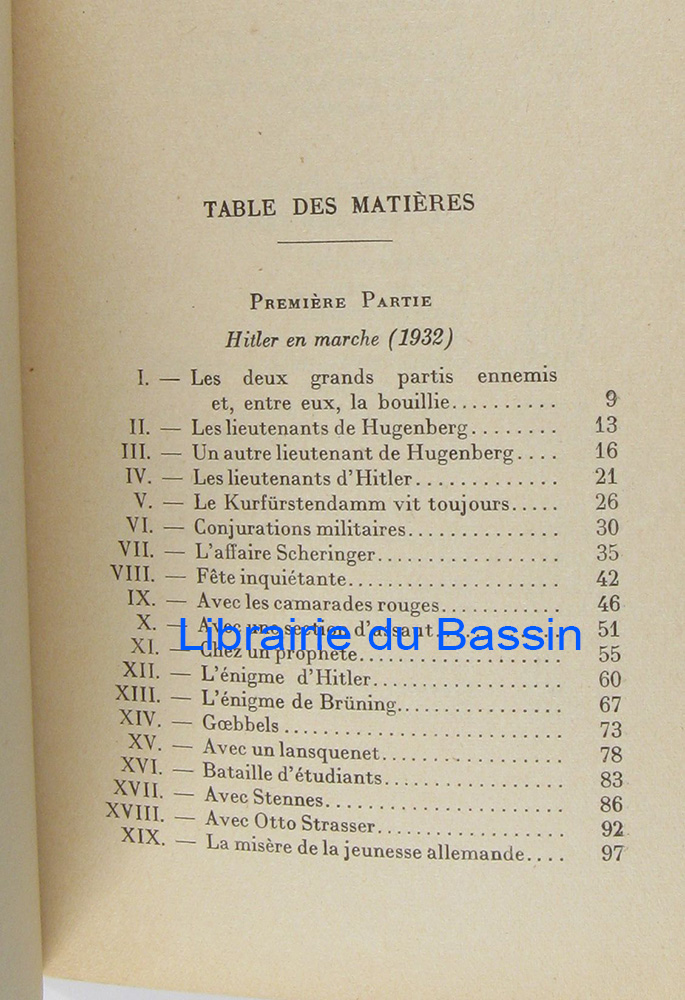 TABLE DES MATIÈRES
PREMIÈRE PARTIE
Hitler en marche (1932)
I. — Les deux grands partis ennemis
et, entre eux, la bouillie.......... 9
II. — Les lieutenants de Hugenberg........ 13
III. — Un autre lieutenant de Hugenberg.... 16
IV. — Les lieutenants d'Hitler............. 21
V. — Le Kurfürstendamm vit toujours..... 26
VI. — Conjurations militaires.............. 30
VII. — L'affaire Scheringer................. 35
VIII. — Fête inquiétante................... 42
IX. — Avec les camarades rouges........... 46
X. — Avec une section d'assaut........... 51
Librairie du Bassin
XI. — Chez un prophète................. 55
XII. — L'énigme d'Hitler................. 60
XIII. — L'énigme de Brüning.............. 67
XIV. — Gœbbels....................... 73
XV. — Avec un lansquenet................ 78
XVI. — Bataille d'étudiants................ 83
XVII. — Avec Stennes..................... 86
XVIII. — Avec Otto Strasser................. 92
XIX. — La misère de la jeunesse allemande.... 97